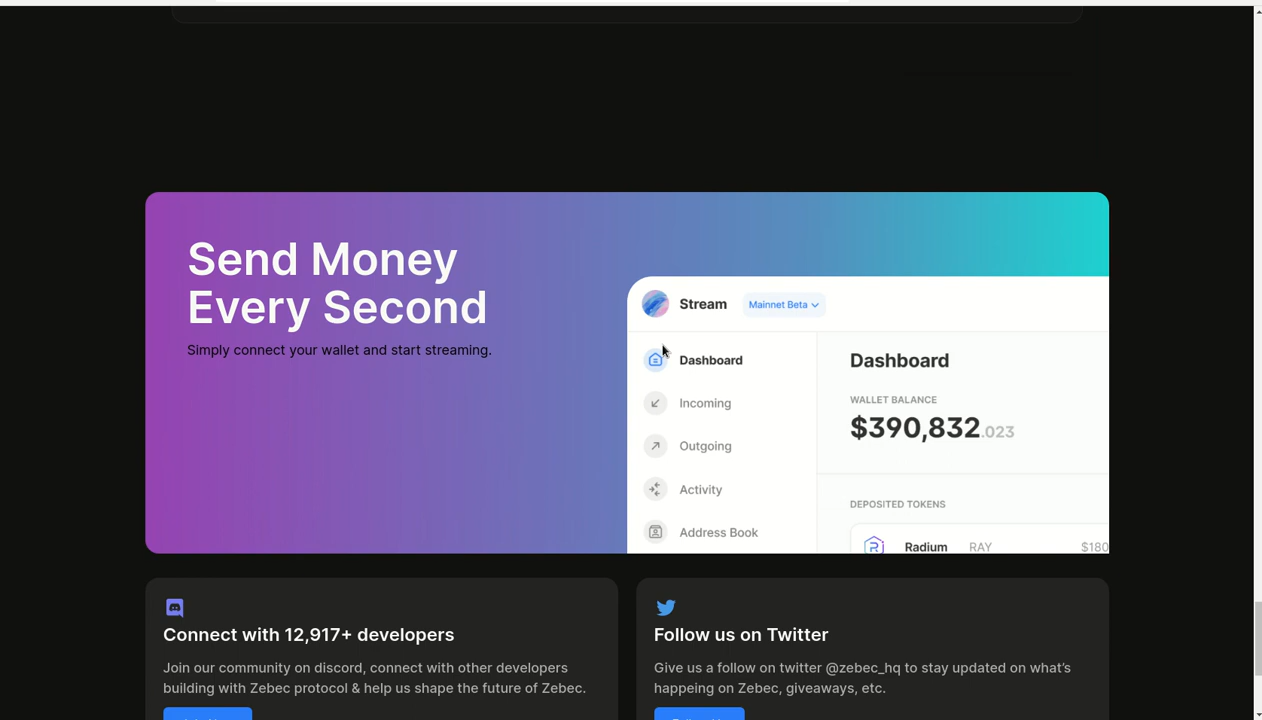 Send Money
Every Second
Simply connect your wallet and start streaming.
Stream
Mainnet Beta
Dashboard
Incoming
Outgoing
Activity
Address Book
Dashboard
WALLET BALANCE
$390,832.023
DEPOSITED TOKENS
Radium RAY $180
Connect with 12,917+ developers
Join our community on discord, connect with other developers
building with Zebec protocol & help us shape the future of Zebec.
Follow us on Twitter
Give us a follow on twitter @zebec_hq to stay updated on what’s
happeing on Zebec, giveaways, etc.